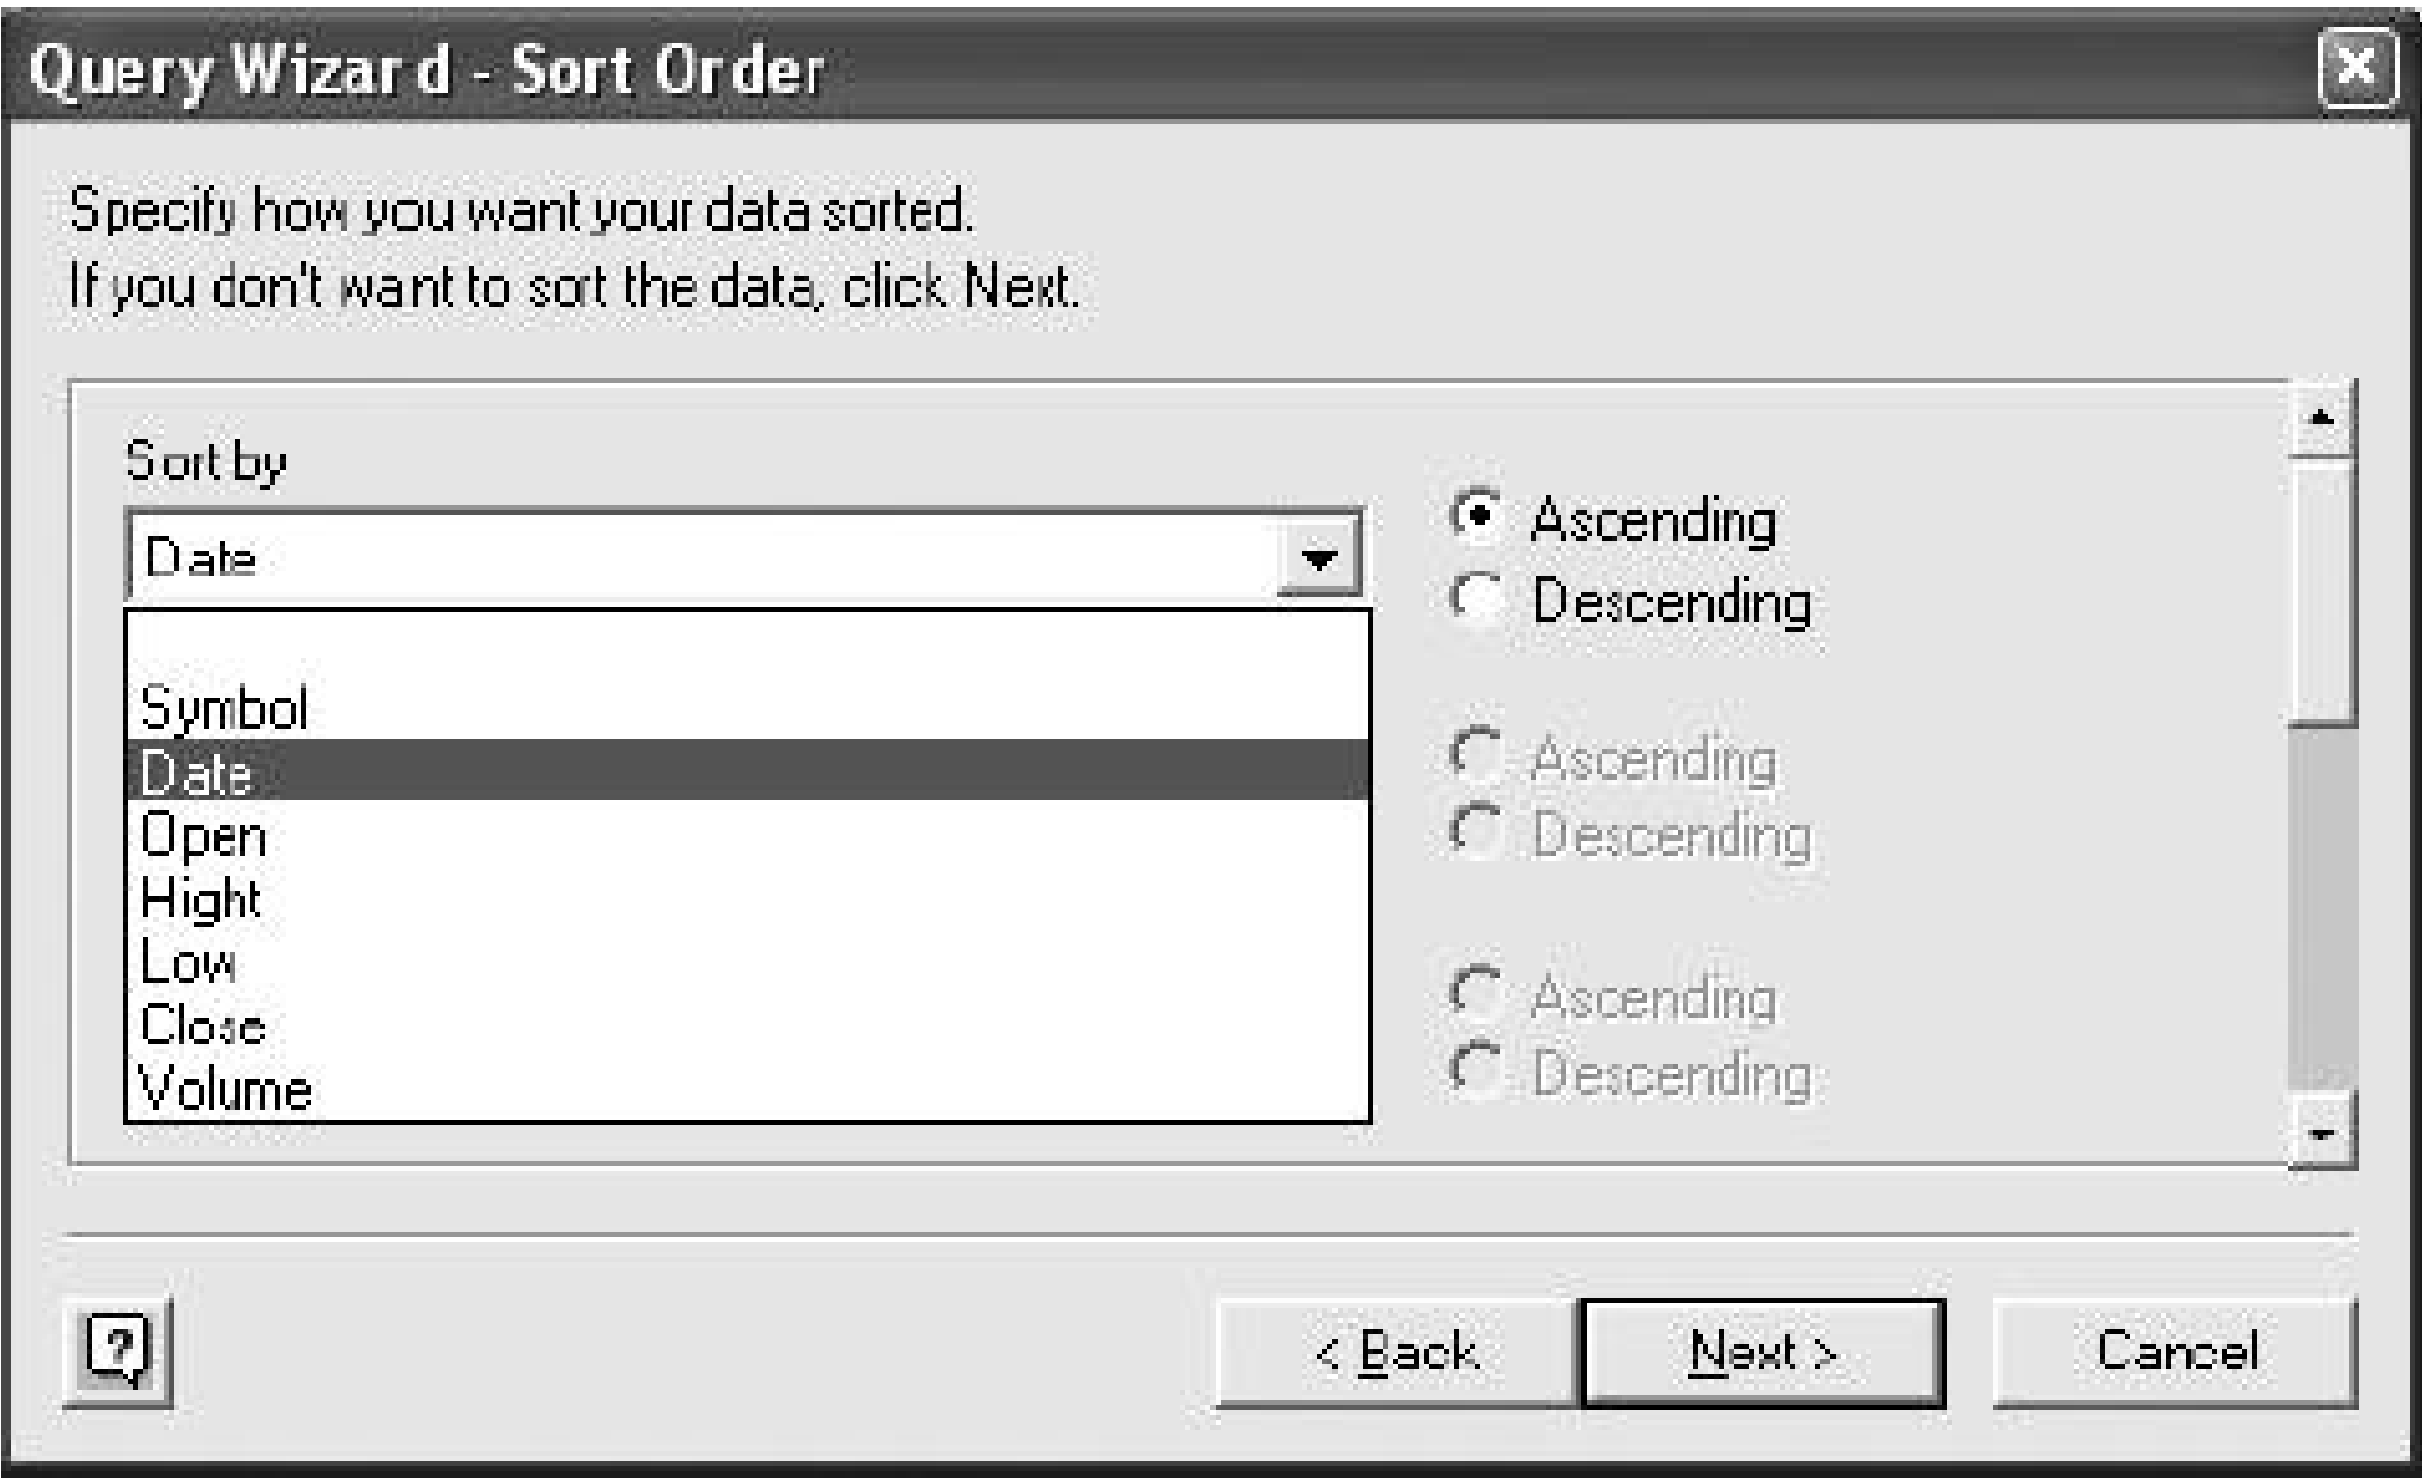 Query Wizard - Sort Order
Specify how you want your data sorted.
If you don't want to sort the data, click Next.
Sort by
Date
Ascending
Descending
Symbol
Date
Open
Hight
Low
Close
Volume
Ascending
Descending
Ascending
Descending
?
< Back
Next >
Cancel